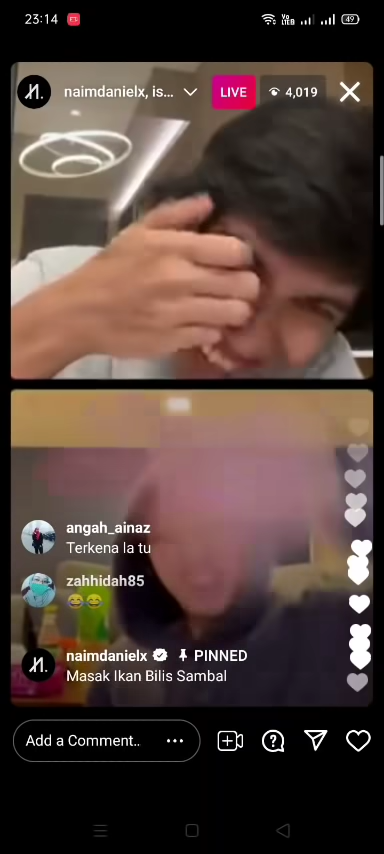 23:14
49
naimdanielx, is...
LIVE
4,019
angah_ainaz
Terkena la tu
zahhidah85
😂😂
naimdanielx PINNED
Masak Ikan Bilis Sambal
Add a Comment..